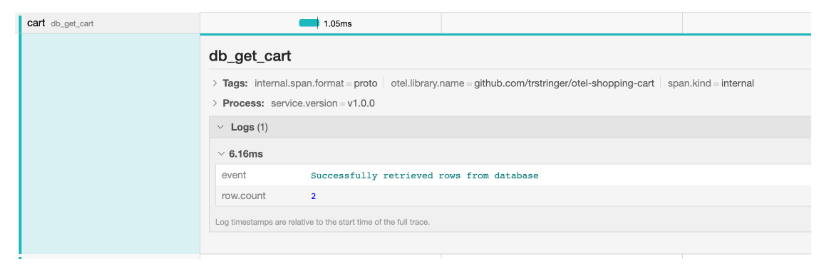 cart db_get_cart 1.05ms
db_get_cart
> Tags: internal.span.format = proto | otel.library.name = github.com/trstringer/otel-shopping-cart | span.kind = internal
> Process: service.version = v1.0.0
Logs (1)
6.16ms
event Successfully retrieved rows from database
row.count 2
Log timestamps are relative to the start time of the full trace.